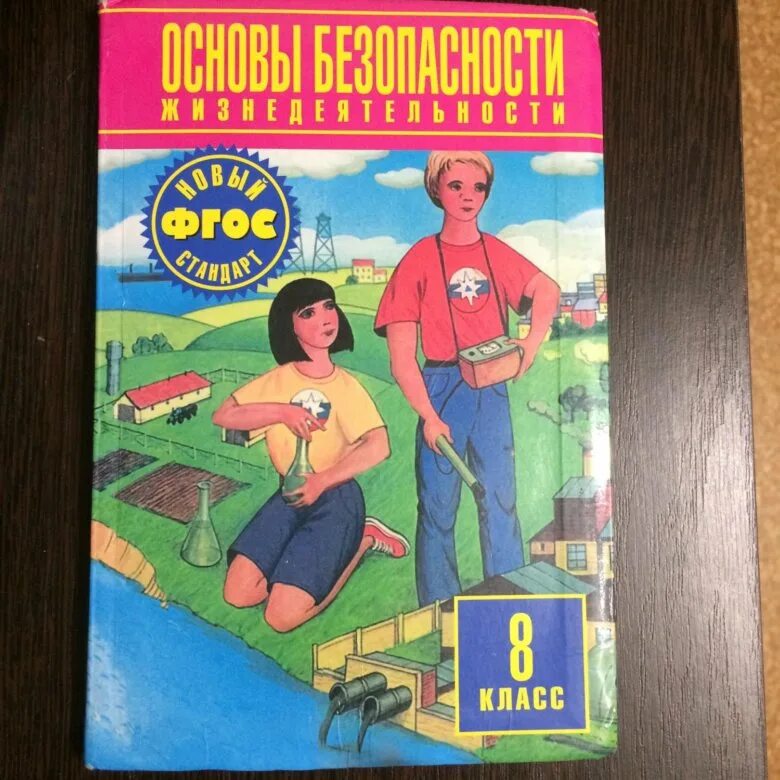 ОСНОВЫ БЕЗОПАСНОСТИ
ЖИЗНЕДЕЯТЕЛЬНОСТИ
НОВЫЙ
ФГОС
СТАНДАРТ
8
КЛАСС